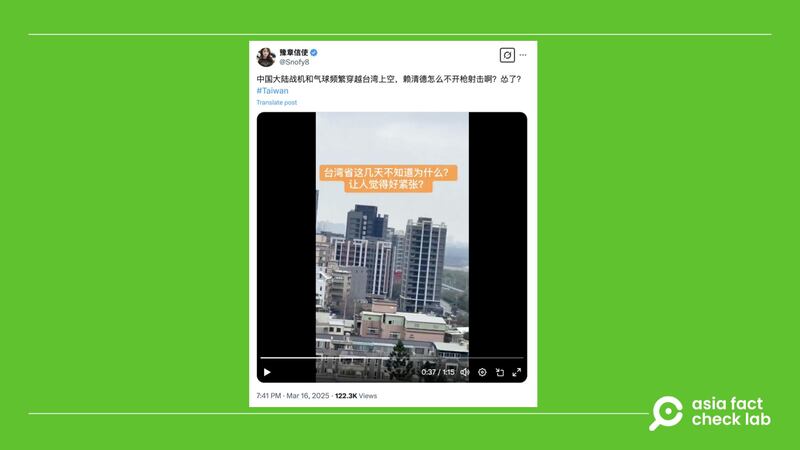 豫章信使
@Snofy8
中国大陆战机和气球频繁穿越台湾上空，赖清德怎么不开枪射击啊？怂了？
#Taiwan
Translate post
台湾省这几天不知道为什么？
让人觉得好紧张？
0:37 / 1:15
7:41 PM · Mar 16, 2025 · 122.3K Views
asia fact
check lab